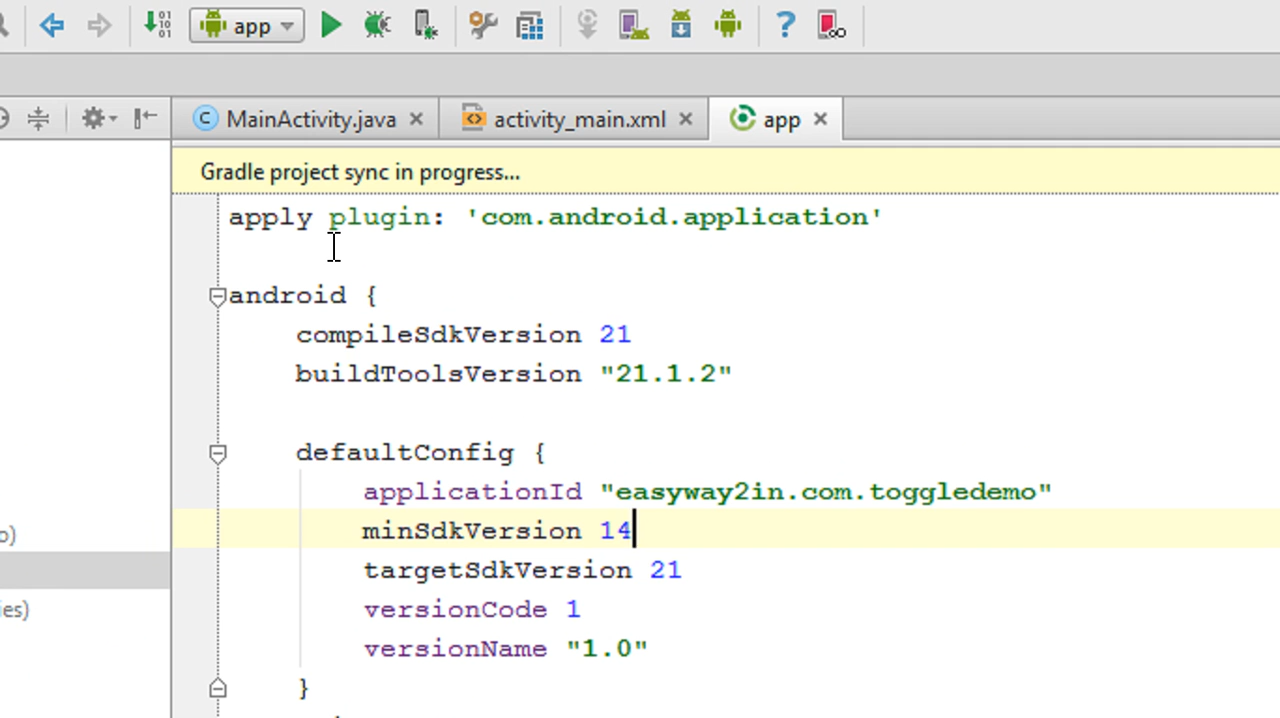 app
MainActivity.java activity_main.xml app
Gradle project sync in progress...
apply plugin: 'com.android.application'
android {
compileSdkVersion 21
buildToolsVersion "21.1.2"
defaultConfig {
applicationId "easyway2in.com.toggledemo"
minSdkVersion 14
o)
targetSdkVersion 21
ies)
versionCode 1
versionName "1.0"
}